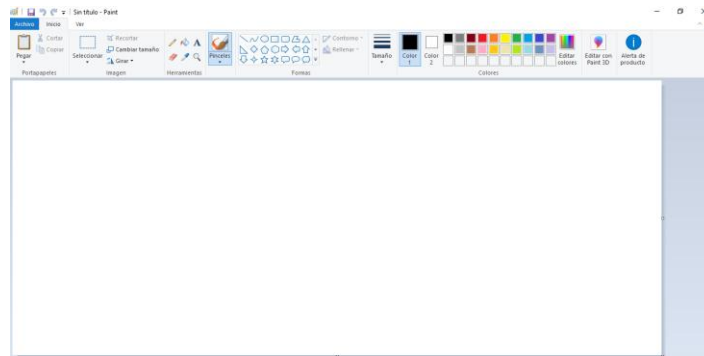 Sin título - Paint
Archivo Inicio Ver
Pegar
Cortar
Copiar
Portapapeles
Seleccionar
Recortar
Cambiar tamaño
Girar
Imagen
A
Herramientas
Pinceles
Contorno
Rellenar
Formas
Tamaño
Color
1
Color
2
Editar
colores
Colores
Editar con
Paint 3D
Alerta de
producto